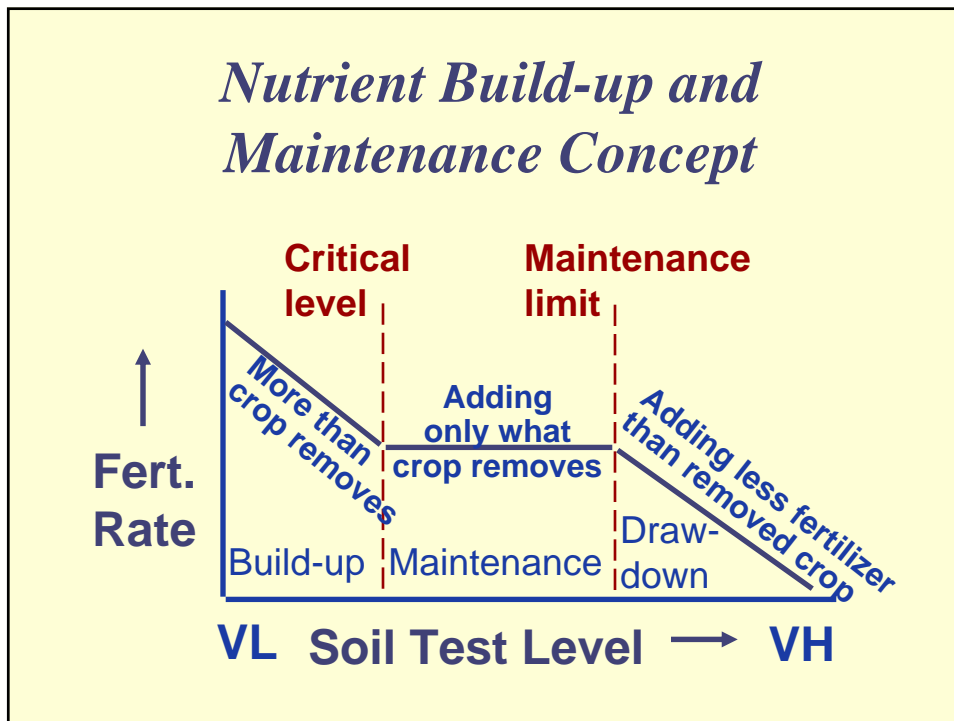 Nutrient Build-up and
Maintenance Concept
Critical
level
Maintenance
limit
More than
crop removes
Adding
only what
crop removes
Adding less fertilizer
than removed crop
Fert.
Rate
Build-up
Maintenance
Draw-
down
VL
Soil Test Level
VH